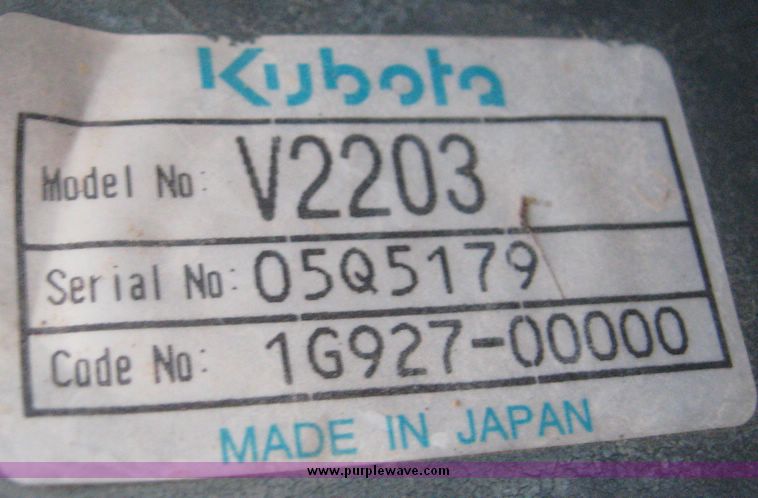 Kubota
Model No: V2203
Serial No: 05Q5179
Code No: 1G927-00000
MADE IN JAPAN
www.purplewave.com